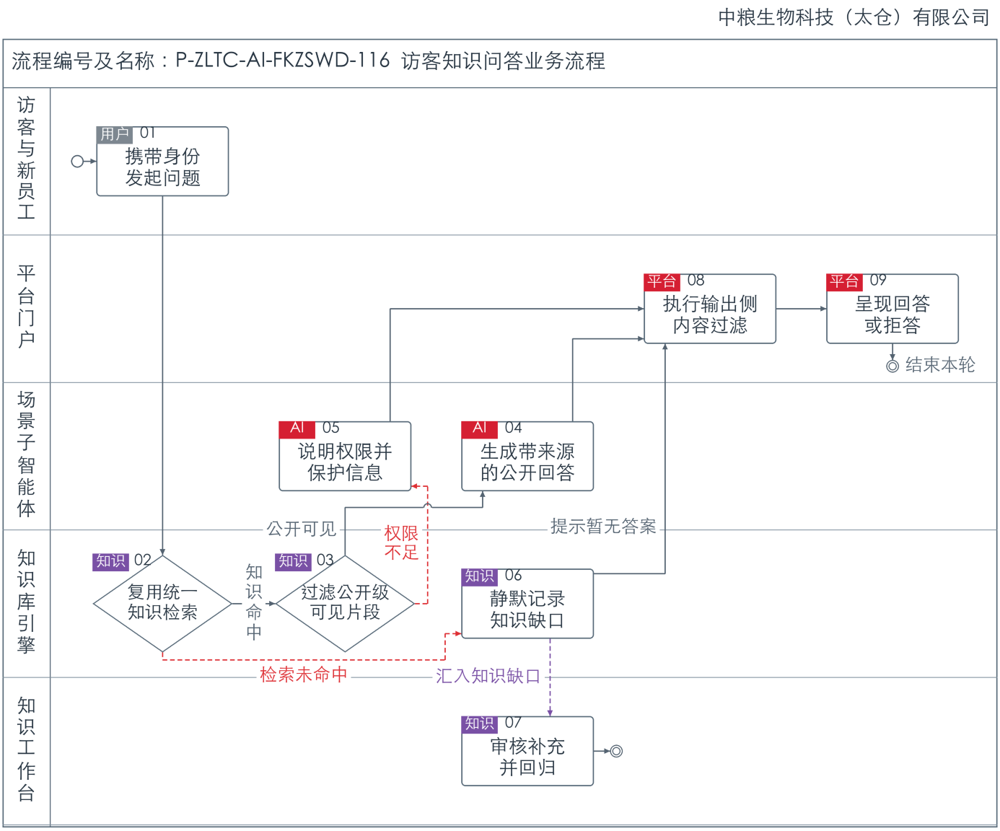 中粮生物科技（太仓）有限公司
流程编号及名称：P-ZLTC-AI-FKZSWD-116 访客知识问答业务流程
访客与新员工
用户 01
携带身份
发起问题
平台门户
平台 08
执行输出侧
内容过滤
平台 09
呈现回答
或拒答
结束本轮
场景子智能体
AI 05
说明权限并
保护信息
AI 04
生成带来源
的公开回答
公开可见
权限
不足
提示暂无答案
知识库引擎
知识 02
复用统一
知识检索
知识命中
知识 03
过滤公开级
可见片段
知识 06
静默记录
知识缺口
检索未命中
汇入知识缺口
知识工作台
知识 07
审核补充
并回归